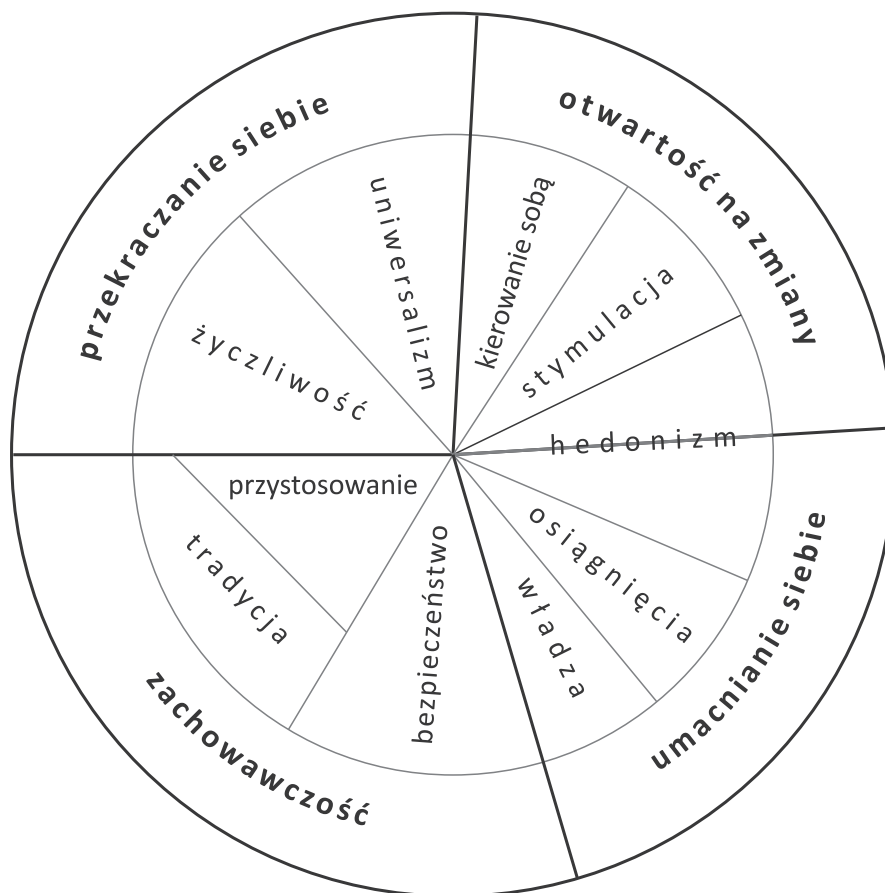 przekraczanie siebie
otwartość na zmiany
uniwersalizm
kierowanie sobą
stymulacja
życzliwość
hedonizm
przystosowanie
osiągnięcia
tradycja
bezpieczeństwo
władza
umacnianie siebie
zachowawczość